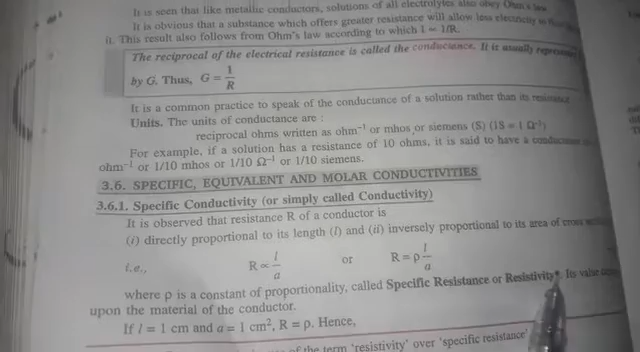 It is seen that like metallic conductors, solutions of all electrolytes also obey Ohm's law
It is obvious that a substance which offers greater resistance will allow less electricity to
it. This result also follows from Ohm's law according to which I ∝ 1/R.
The reciprocal of the electrical resistance is called the conductance. It is usually represented
by G. Thus, G = 1/R
It is a common practice to speak of the conductance of a solution rather than its resistance
Units. The units of conductance are :
reciprocal ohms written as ohm⁻¹ or mhos or siemens (S) (1S = 1 Ω⁻¹)
For example, if a solution has a resistance of 10 ohms, it is said to have a conductance
ohm⁻¹ or 1/10 mhos or 1/10 Ω⁻¹ or 1/10 siemens.
3.6. SPECIFIC, EQUIVALENT AND MOLAR CONDUCTIVITIES
3.6.1. Specific Conductivity (or simply called Conductivity)
It is observed that resistance R of a conductor is
(i) directly proportional to its length (l) and (ii) inversely proportional to its area of cross
i.e., R ∝ l/a or R = ρ l/a
where ρ is a constant of proportionality, called Specific Resistance or Resistivity*. Its value
upon the material of the conductor.
If l = 1 cm and a = 1 cm², R = ρ. Hence,
of the term 'resistivity' over 'specific resistance'